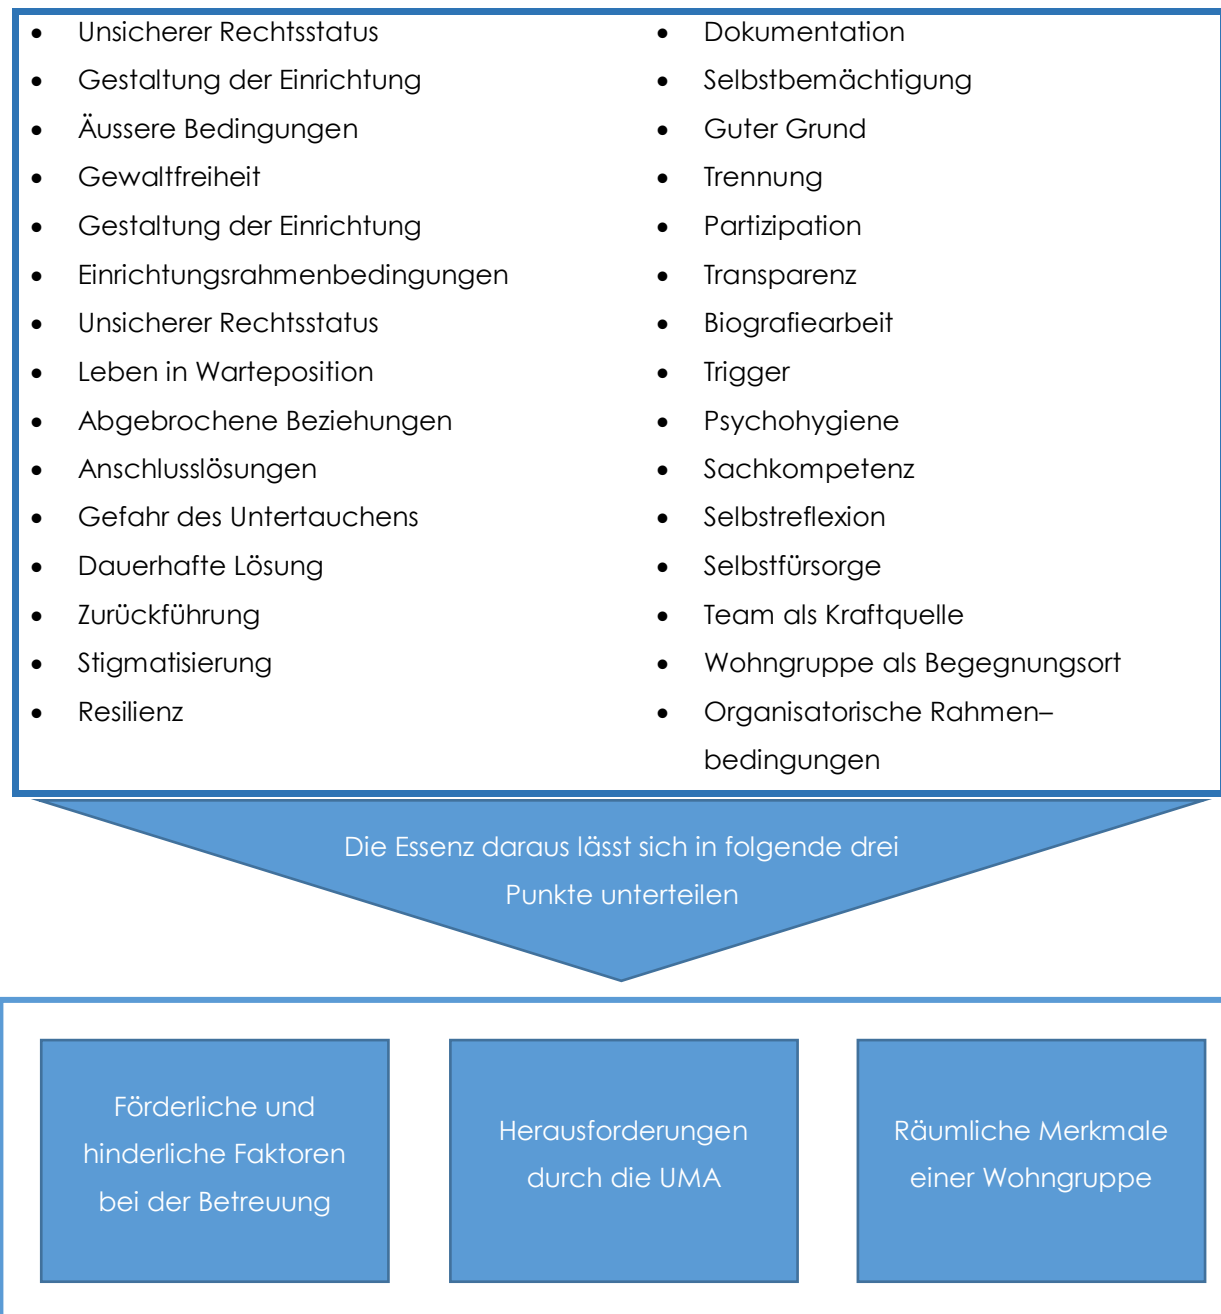 • Unsicherer Rechtsstatus
• Gestaltung der Einrichtung
• Äussere Bedingungen
• Gewaltfreiheit
• Gestaltung der Einrichtung
• Einrichtungsrahmenbedingungen
• Unsicherer Rechtsstatus
• Leben in Warteposition
• Abgebrochene Beziehungen
• Anschlusslösungen
• Gefahr des Untertauchens
• Dauerhafte Lösung
• Zurückführung
• Stigmatisierung
• Resilienz
• Dokumentation
• Selbstbemächtigung
• Guter Grund
• Trennung
• Partizipation
• Transparenz
• Biografiearbeit
• Trigger
• Psychohygiene
• Sachkompetenz
• Selbstreflexion
• Selbstfürsorge
• Team als Kraftquelle
• Wohngruppe als Begegnungsort
• Organisatorische Rahmen–
bedingungen
Die Essenz daraus lässt sich in folgende drei
Punkte unterteilen
Förderliche und
hinderliche Faktoren
bei der Betreuung
Herausforderungen
durch die UMA
Räumliche Merkmale
einer Wohngruppe